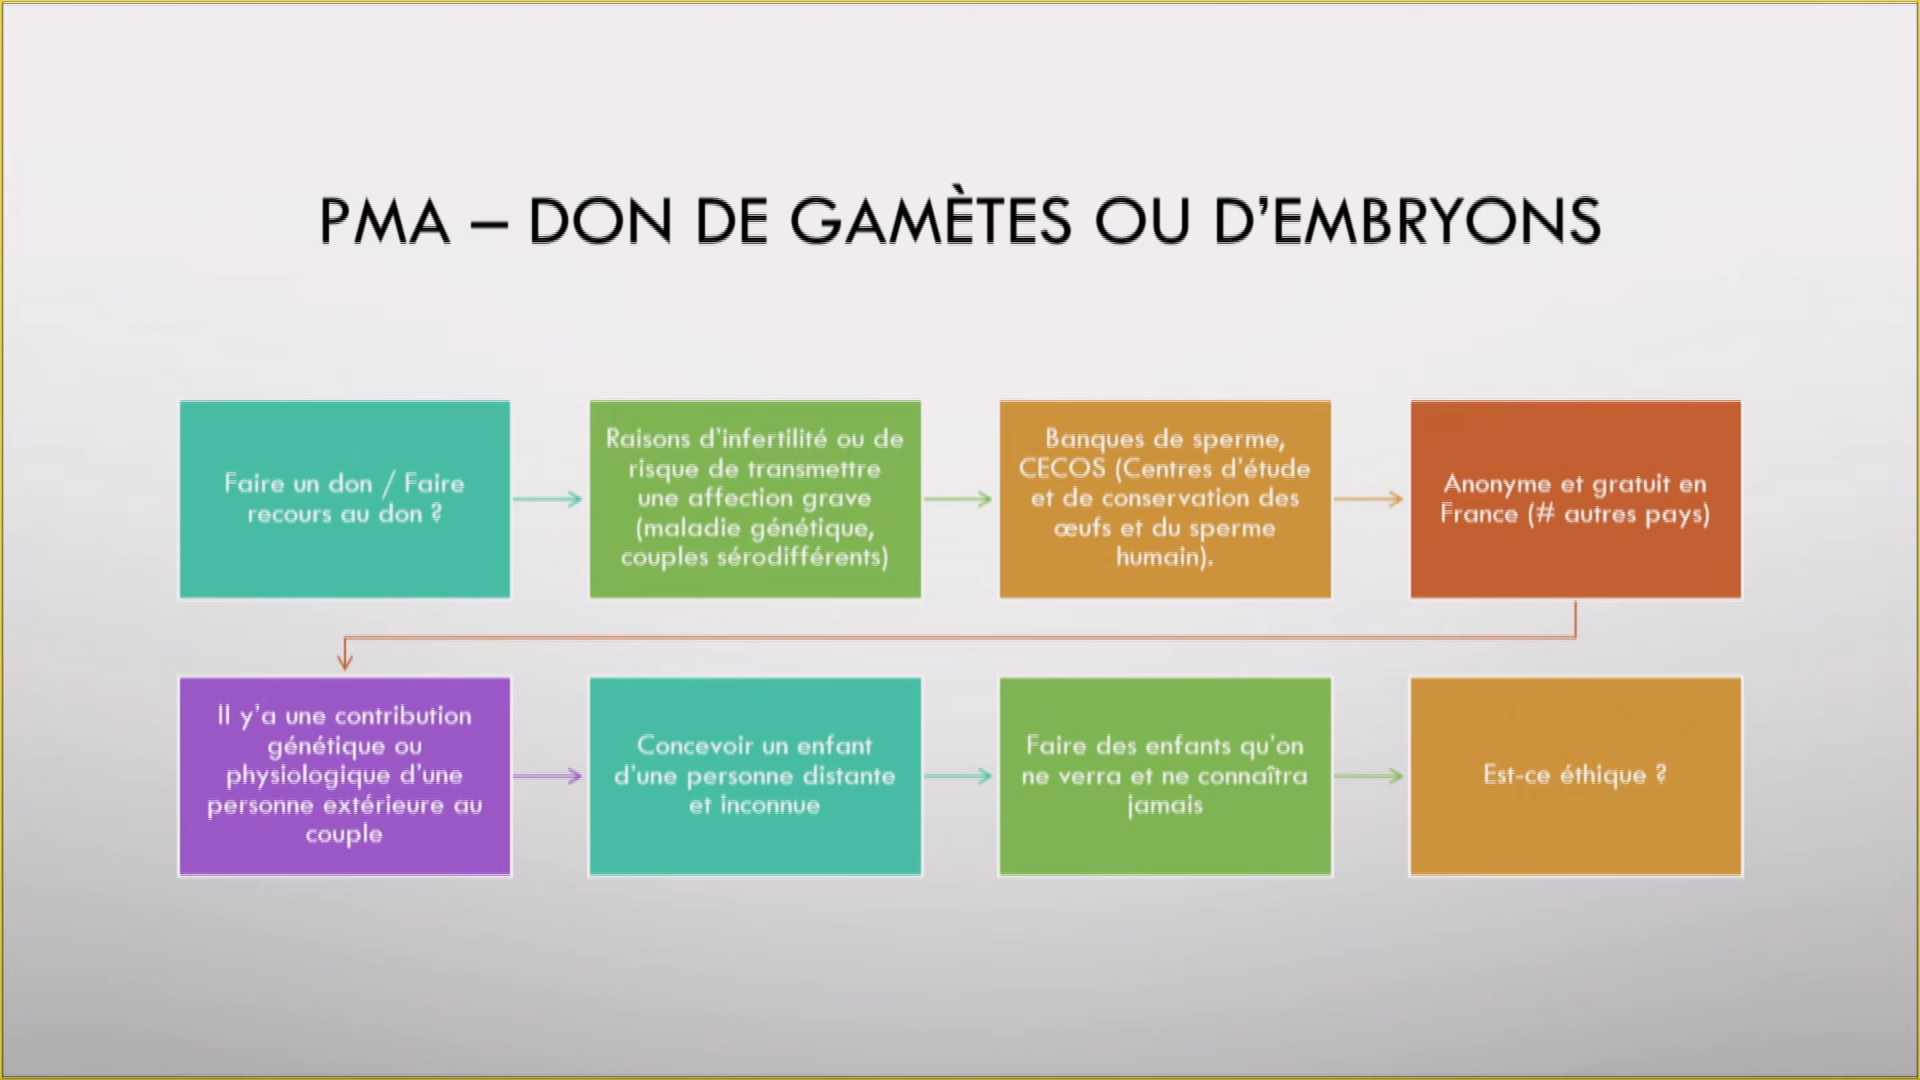 PMA – DON DE GAMÈTES OU D'EMBRYONS
Faire un don / Faire
recours au don ?
Raisons d'infertilité ou de
risque de transmettre
une affection grave
(maladie génétique,
couples sérodifférents)
Banques de sperme,
CECOS (Centres d'étude
et de conservation des
œufs et du sperme
humain).
Anonyme et gratuit en
France (# autres pays)
Il y'a une contribution
génétique ou
physiologique d'une
personne extérieure au
couple
Concevoir un enfant
d'une personne distante
et inconnue
Faire des enfants qu'on
ne verra et ne connaîtra
jamais
Est-ce éthique ?